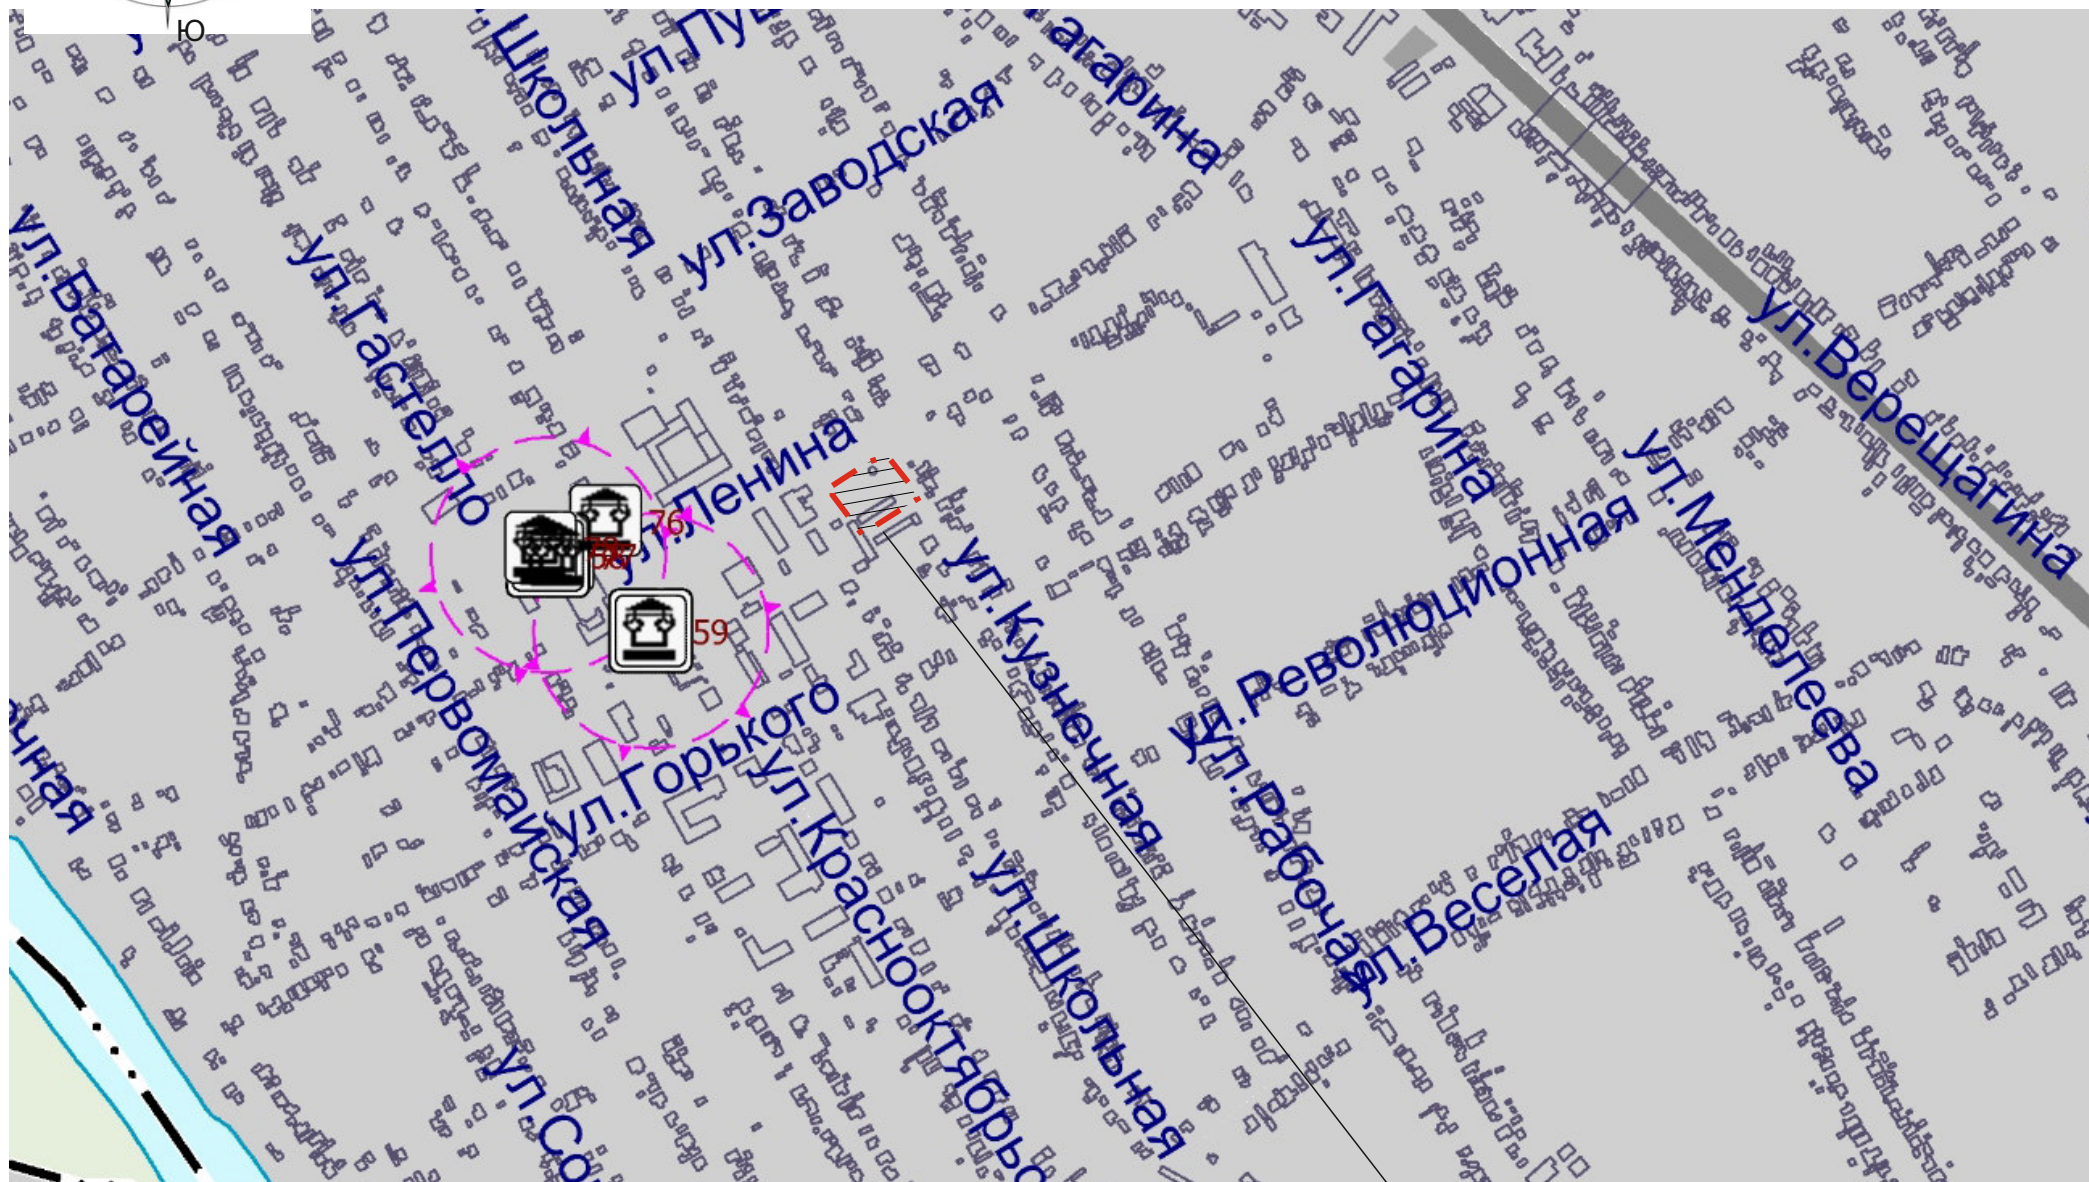 Ю
ул.Пу
Школьная
агарина
ул.Заводская
ул.Батарейная
ул.Гастелло
ул.Гагарина
ул.Верещагина
ул.Ленина
76
59
ул.Менделеева
ул.Революционная
ул.Кузнечная
ул.Первомайская
ул.Горького
ул.Рабочая
чная
ул.Краснооктябрьс
ул.Школьная
ул.Веселая
ул.Со